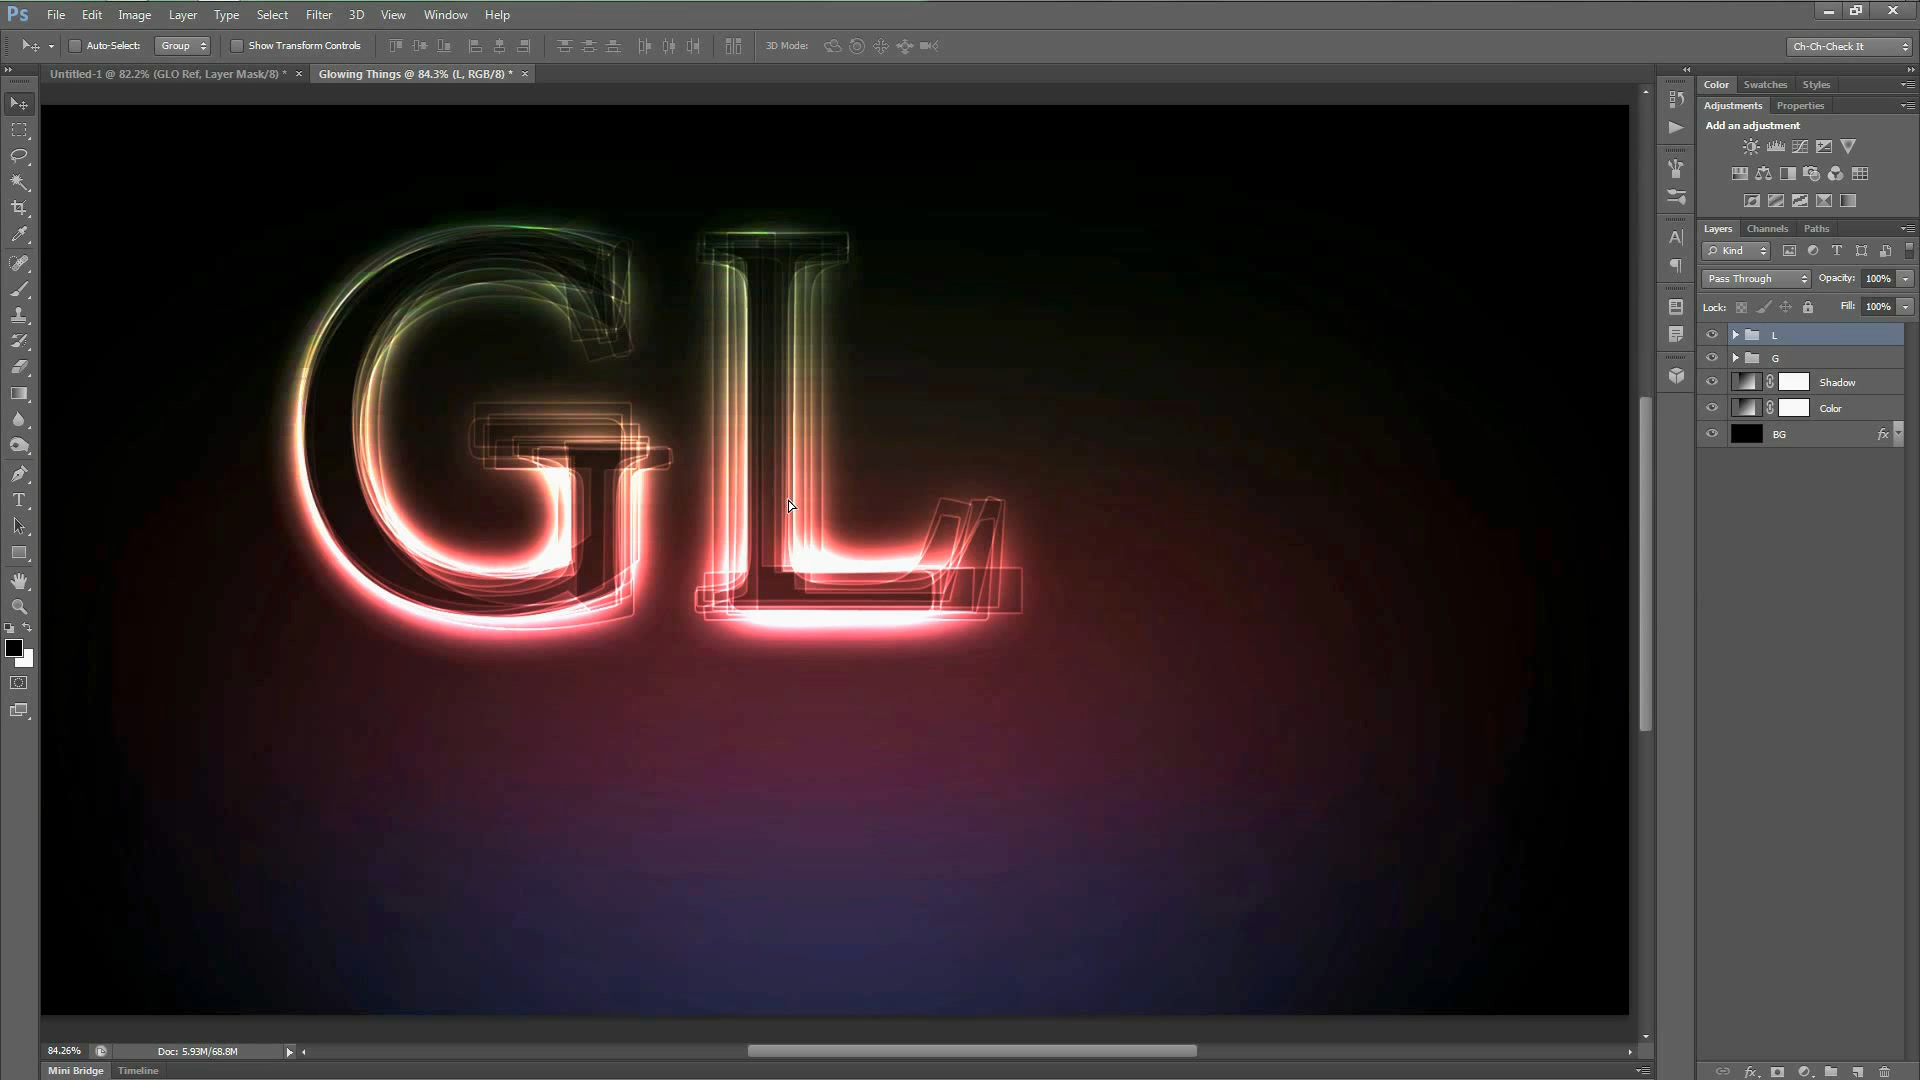 Ps File Edit Image Layer Type Select Filter 3D View Window Help
Auto-Select: Group Show Transform Controls 3D Mode: Ch-Ch-Check It
Untitled-1 @ 82.2% (GLO Ref, Layer Mask/8) * × Glowing Things @ 84.3% (L, RGB/8) * ×
Color Swatches Styles
Adjustments Properties
Add an adjustment
Layers Channels Paths
Kind
Pass Through Opacity: 100%
Lock: Fill: 100%
L
G
Shadow
Color
BG fx
GL
84.26% Doc: 5.93M/68.8M
Mini Bridge Timeline